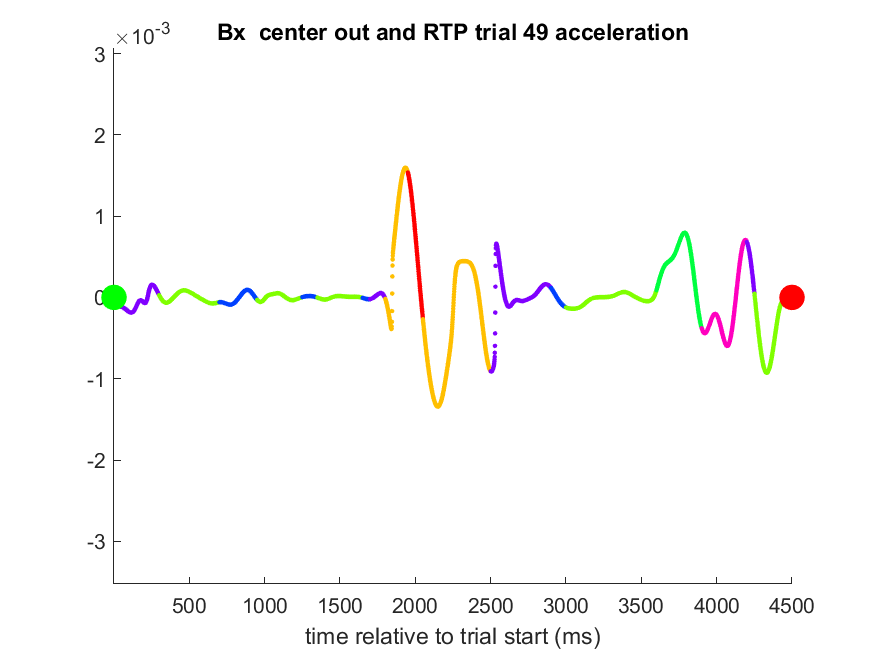 Bx  center out and RTP trial 49 acceleration
×10-3
3
2
1
0
-1
-2
-3
500 1000 1500 2000 2500 3000 3500 4000 4500
time relative to trial start (ms)